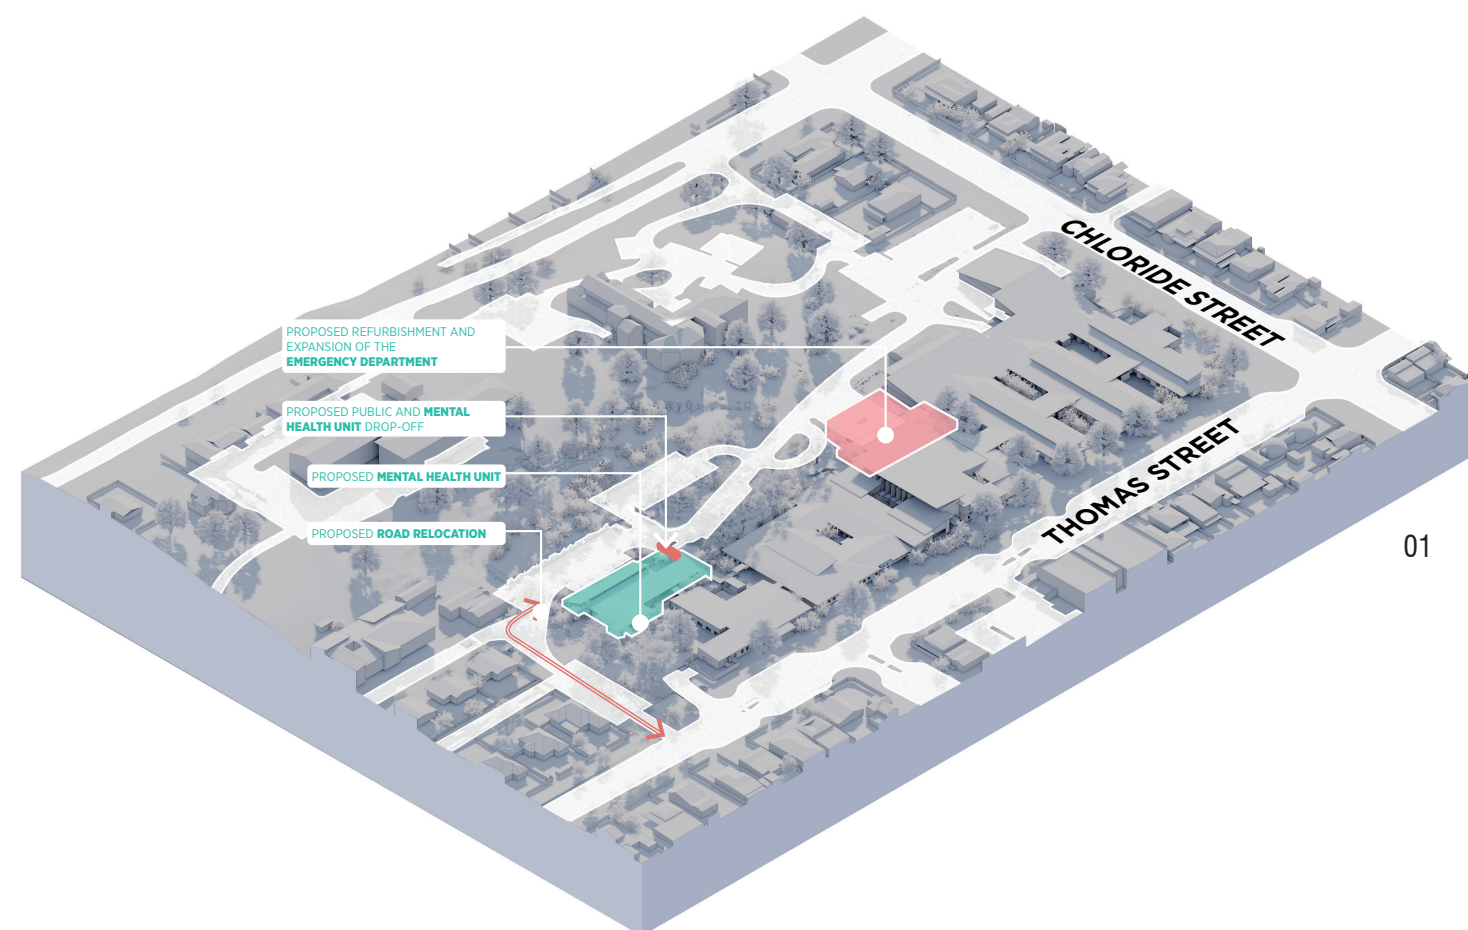 CHLORIDE STREET
PROPOSED REFURBISHMENT AND
EXPANSION OF THE
EMERGENCY DEPARTMENT
PROPOSED PUBLIC AND MENTAL
HEALTH UNIT DROP-OFF
PROPOSED MENTAL HEALTH UNIT
THOMAS STREET
PROPOSED ROAD RELOCATION
01